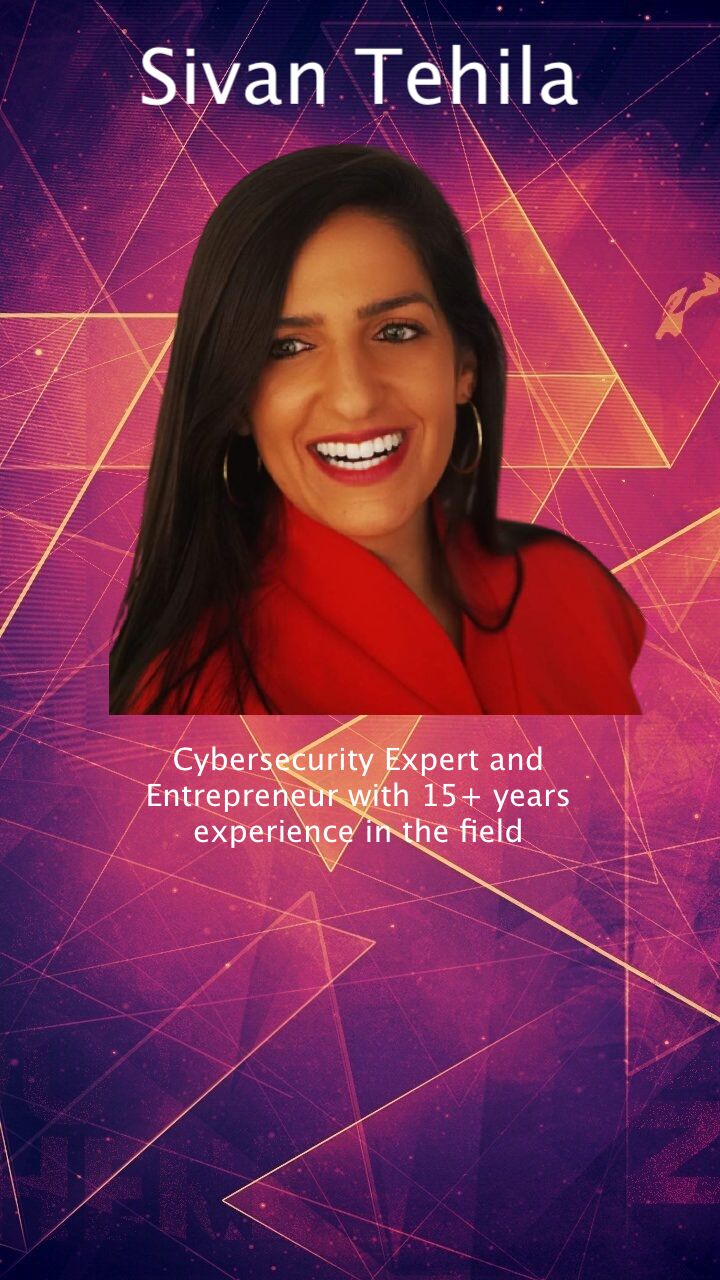 Sivan Tehila
Cybersecurity Expert and
Entrepreneur with 15+ years
experience in the field